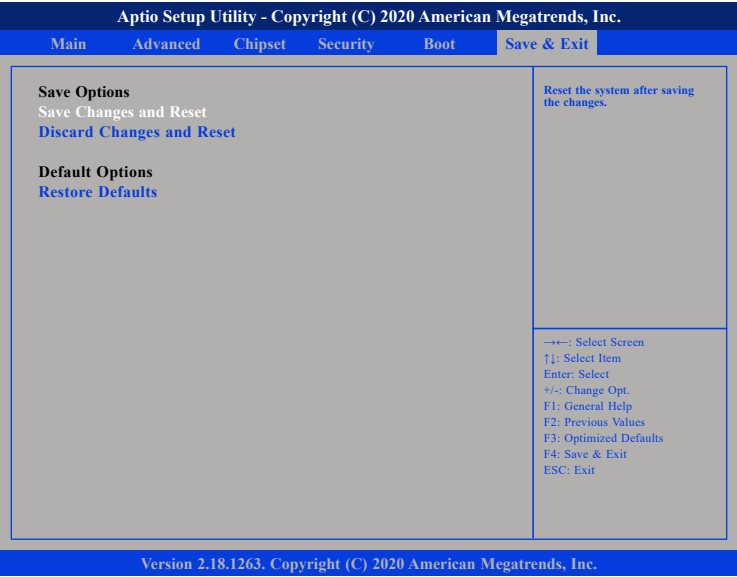 Aptio Setup Utility - Copyright (C) 2020 American Megatrends, Inc.
Main Advanced Chipset Security Boot Save & Exit
Save Options
Save Changes and Reset
Discard Changes and Reset
Default Options
Restore Defaults
Reset the system after saving
the changes.
→←: Select Screen
↑↓: Select Item
Enter: Select
+/-: Change Opt.
F1: General Help
F2: Previous Values
F3: Optimized Defaults
F4: Save & Exit
ESC: Exit
Version 2.18.1263. Copyright (C) 2020 American Megatrends, Inc.